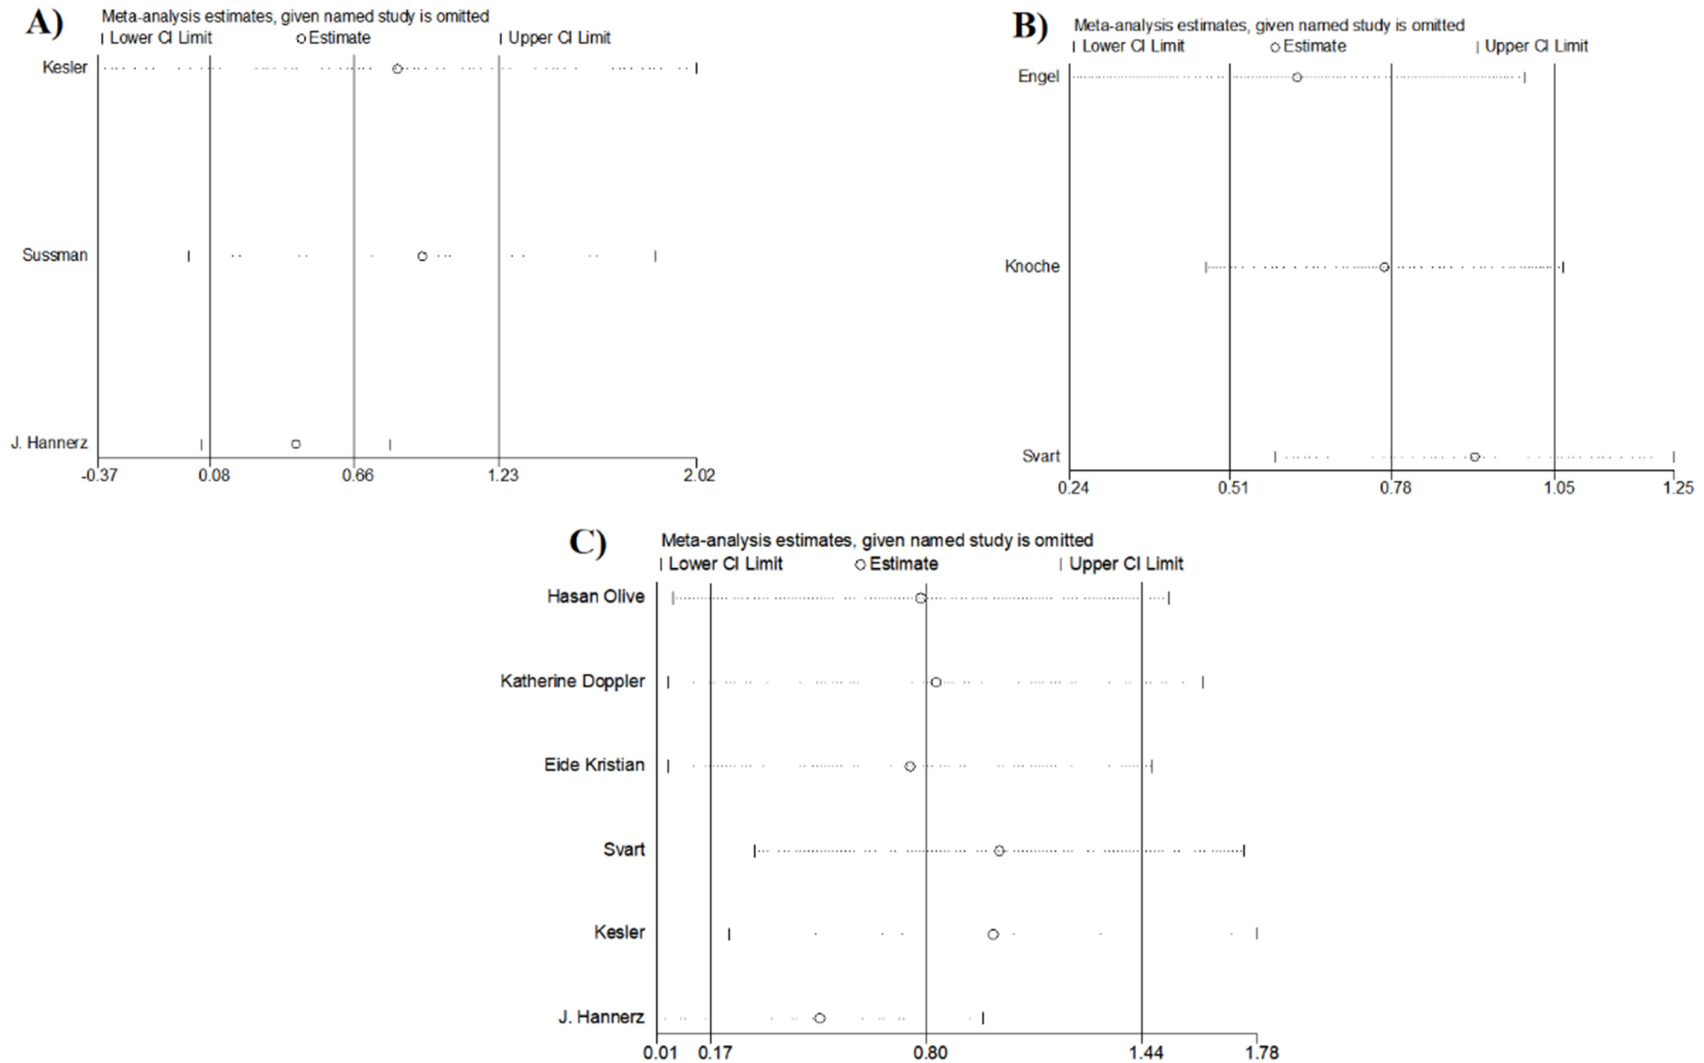 A)
Meta-analysis estimates, given named study is omitted
| Lower CI Limit ○ Estimate | Upper CI Limit
Kesler
Sussman
J. Hannerz
-0.37 0.08 0.66 1.23 2.02
B)
Meta-analysis estimates, given named study is omitted
| Lower CI Limit ○ Estimate | Upper CI Limit
Engel
Knoche
Svart
0.24 0.51 0.78 1.05 1.25
C)
Meta-analysis estimates, given named study is omitted
| Lower CI Limit ○ Estimate | Upper CI Limit
Hasan Olive
Katherine Doppler
Eide Kristian
Svart
Kesler
J. Hannerz
0.01 0.17 0.80 1.44 1.78